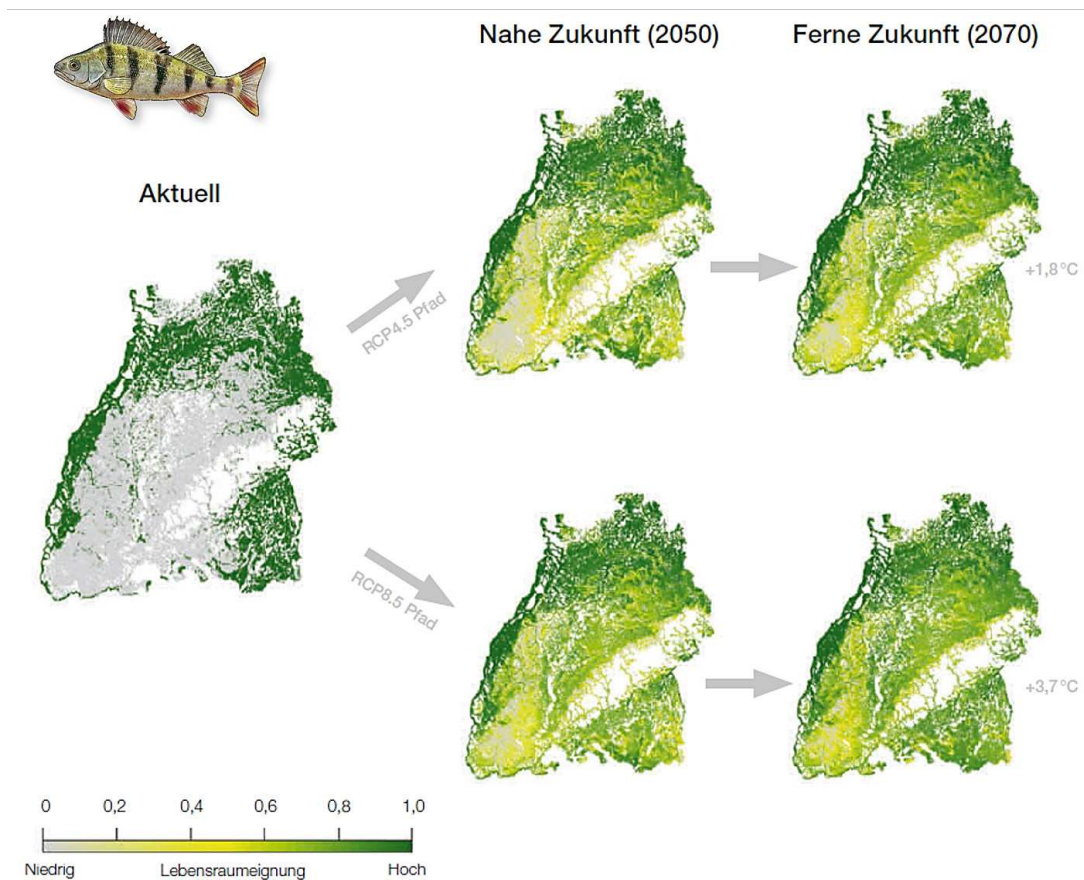 Nahe Zukunft (2050)
Ferne Zukunft (2070)
Aktuell
RCP4.5 Pfad
+1,8°C
RCP8.5 Pfad
+3,7°C
0 0,2 0,4 0,6 0,8 1,0
Niedrig Lebensraumeignung Hoch